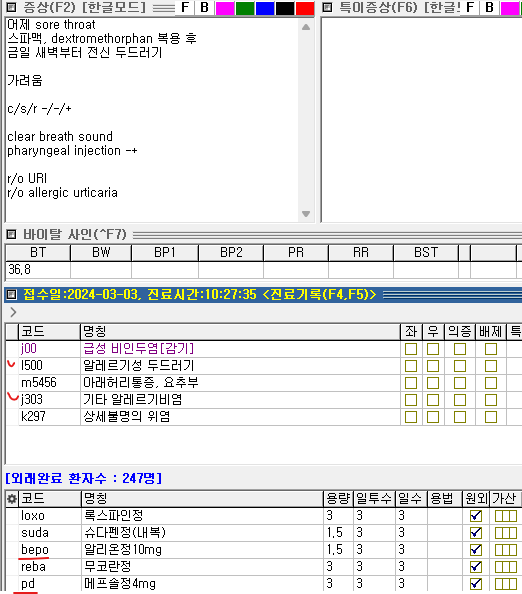 증상(F2) [한글모드] F B
어제 sore throat
스파맥, dextromethorphan 복용 후
금일 새벽부터 전신 두드러기
가려움
c/s/r -/-/+
clear breath sound
pharyngeal injection -+
r/o URI
r/o allergic urticaria
특이증상(F6) [한글! F B
바이탈 사인(^F7)
BT BW BP1 BP2 PR RR BST
36.8
접수일:2024-03-03, 진료시간:10:27:35 <진료기록(F4,F5)>
코드 명칭 좌 우 의증 배제 특
j00 급성 비인두염[감기]
l500 알레르기성 두드러기
m5456 아래허리통증, 요추부
j303 기타 알레르기비염
k297 상세불명의 위염
[외래완료 환자수 : 247명]
코드 명칭 용량 일투수 일수 용법 원외 가산
loxo 록스파인정 3 3 3
suda 슈다펜정(내복) 1.5 3 3
bepo 알리온정10mg 1.5 3 3
reba 무코란정 3 3 3
pd 메프솔정4mg 3 3 3